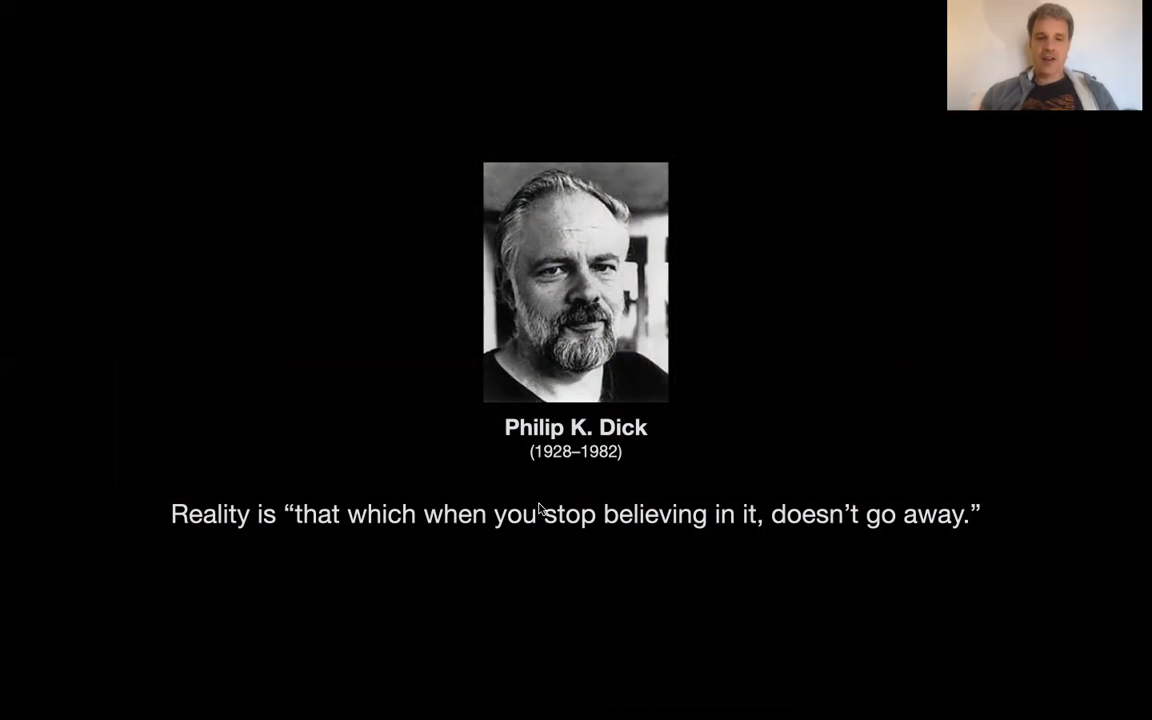 Philip K. Dick
(1928–1982)
Reality is “that which when you stop believing in it, doesn’t go away.”